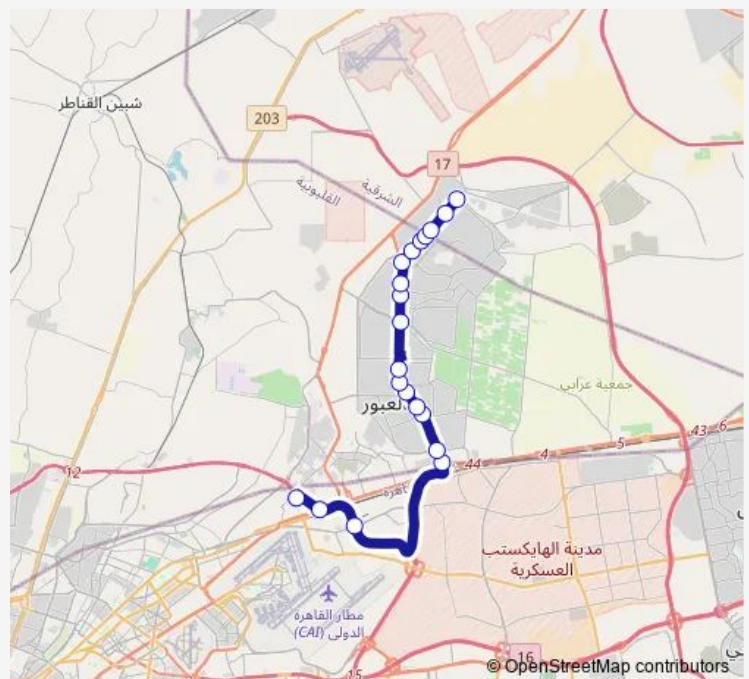 شبين القناطر
203
17
الشرقية
القليوبية
جمعية عرابي
العبور
6
43
5
4
44
12
مدينة الهايكستب
العسكرية
مطار القاهرة
الدولى (CAI)
16
15
© OpenStreetMap contributors